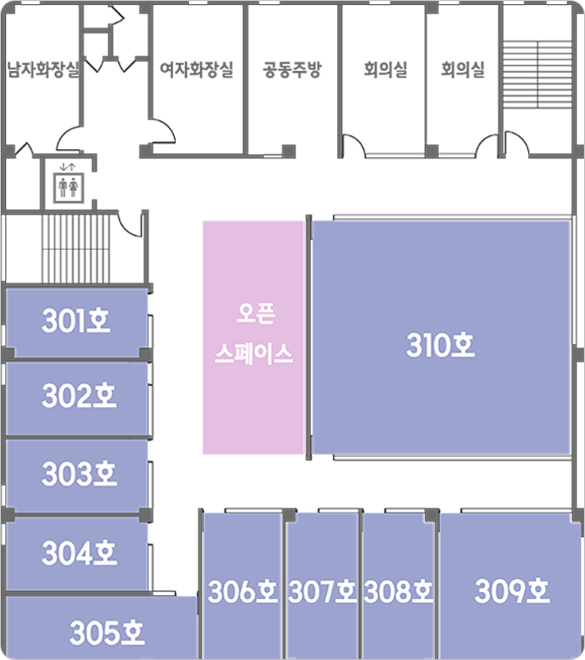 남자화장실
여자화장실
공동주방
회의실
회의실
오픈
스페이스
301호
302호
303호
304호
305호
306호
307호
308호
309호
310호